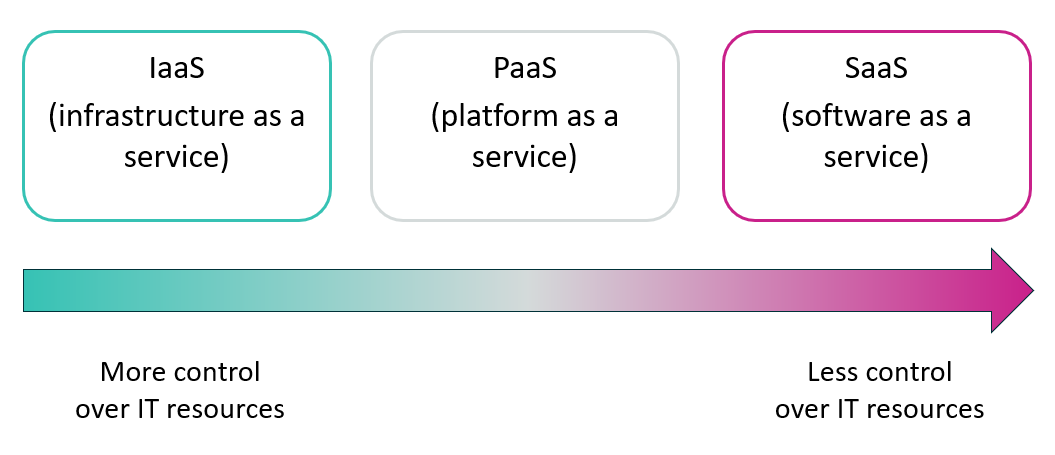 IaaS
(infrastructure as a
service)
PaaS
(platform as a
service)
SaaS
(software as a
service)
More control
over IT resources
Less control
over IT resources